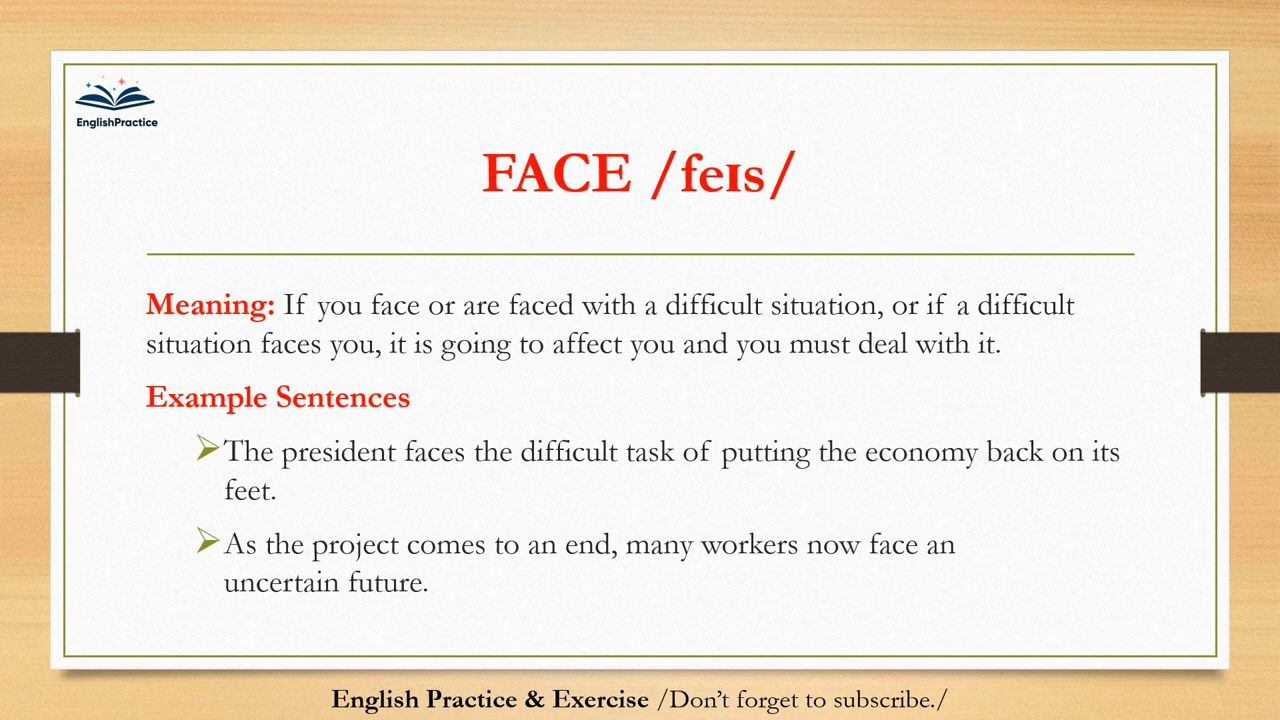 EnglishPractice
FACE /feɪs/
Meaning: If you face or are faced with a difficult situation, or if a difficult
situation faces you, it is going to affect you and you must deal with it.
Example Sentences
The president faces the difficult task of putting the economy back on its
feet.
As the project comes to an end, many workers now face an
uncertain future.
English Practice & Exercise /Don’t forget to subscribe./